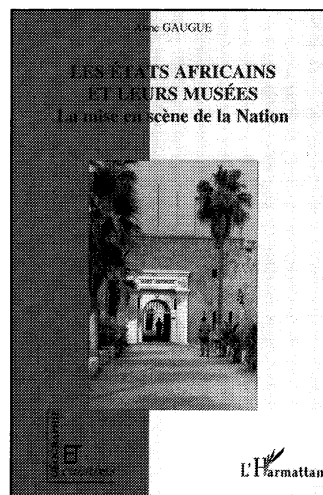 Anne GAUGUE
LES ÉTATS AFRICAINS
ET LEURS MUSÉES
La mise en scène de la Nation
L'Harmattan